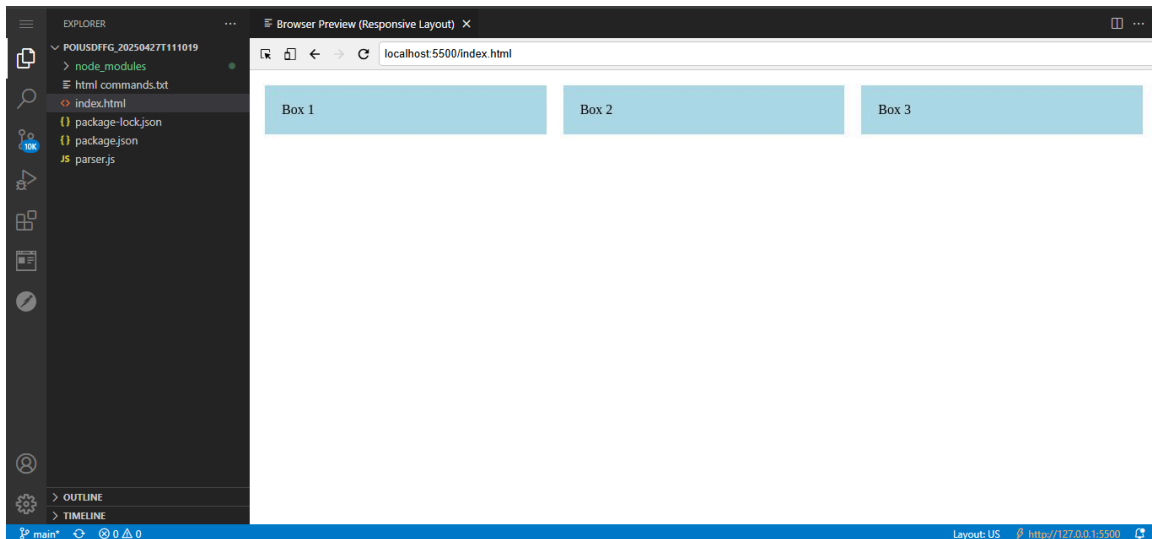 EXPLORER
POIUSDFFG_20250427T111019
node_modules
html commands.txt
index.html
package-lock.json
package.json
JS parser.js
10K
OUTLINE
TIMELINE
Browser Preview (Responsive Layout)
localhost:5500/index.html
Box 1 Box 2 Box 3
main* 0 0 Layout: US http://127.0.0.1:5500